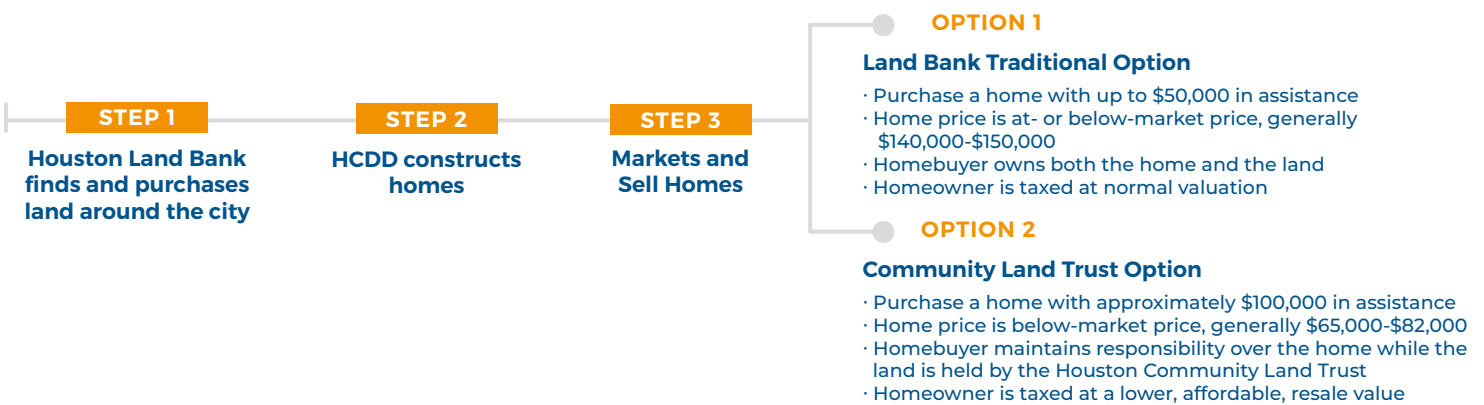 STEP 1
Houston Land Bank
finds and purchases
land around the city
STEP 2
HCDD constructs
homes
STEP 3
Markets and
Sell Homes
OPTION 1
Land Bank Traditional Option
· Purchase a home with up to $50,000 in assistance
· Home price is at- or below-market price, generally
$140,000-$150,000
· Homebuyer owns both the home and the land
· Homeowner is taxed at normal valuation
OPTION 2
Community Land Trust Option
· Purchase a home with approximately $100,000 in assistance
· Home price is below-market price, generally $65,000-$82,000
· Homebuyer maintains responsibility over the home while the
land is held by the Houston Community Land Trust
· Homeowner is taxed at a lower, affordable, resale value